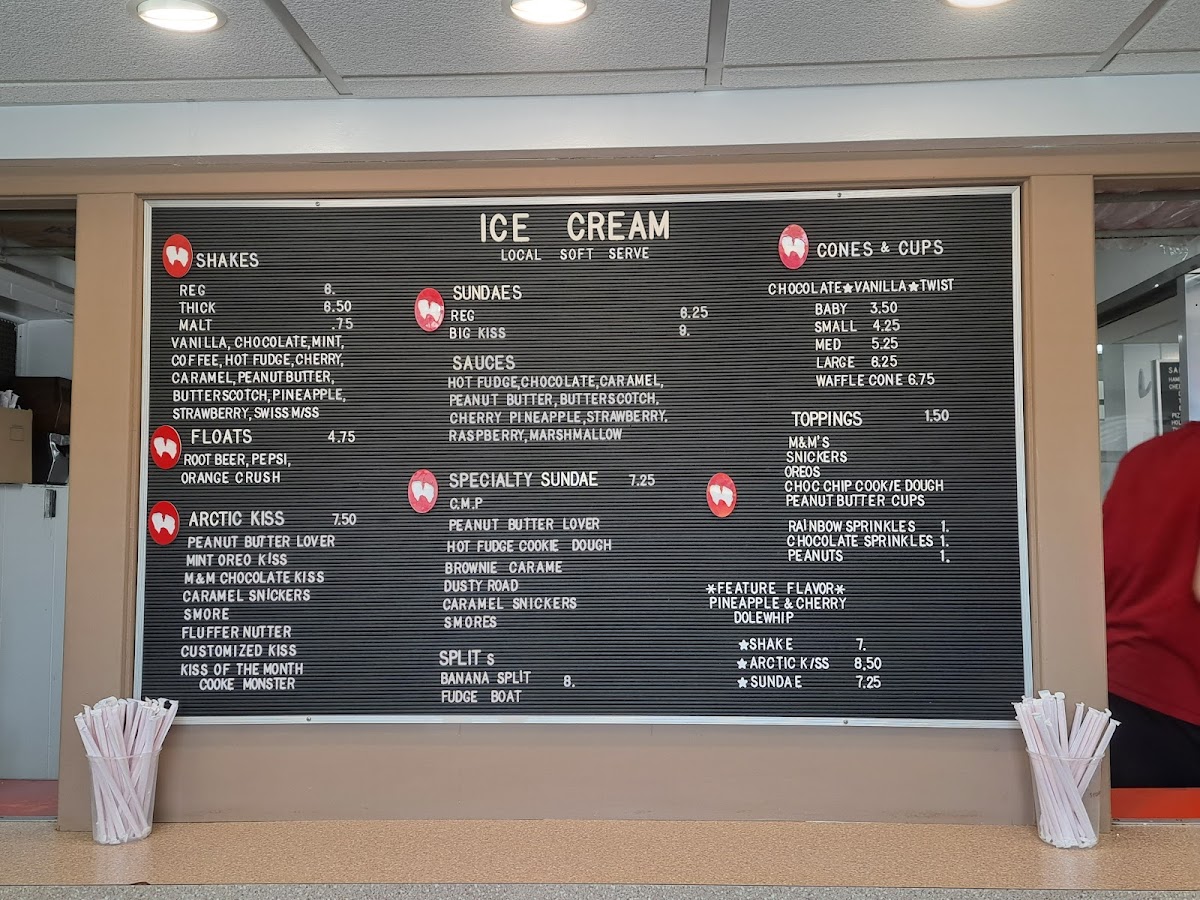 ICE CREAM
LOCAL SOFT SERVE
SHAKES
REG 6.
THICK 6.50
MALT .75
VANILLA, CHOCOLATE, MINT,
COFFEE, HOT FUDGE, CHERRY,
CARAMEL, PEANUT BUTTER,
BUTTERSCOTCH, PINEAPPLE,
STRAWBERRY, SWISS M/SS
FLOATS 4.75
ROOT BEER, PEPSI,
ORANGE CRUSH
ARCTIC KISS 7.50
PEANUT BUTTER LOVER
MINT OREO KISS
M&M CHOCOLATE KISS
CARAMEL SNICKERS
SMORE
FLUFFERNUTTER
CUSTOMIZED KISS
KISS OF THE MONTH
COOKE MONSTER
SUNDAES
REG 6.25
BIG KISS 9.
SAUCES
HOT FUDGE, CHOCOLATE, CARAMEL,
PEANUT BUTTER, BUTTERSCOTCH,
CHERRY PINEAPPLE, STRAWBERRY.
RASPBERRY, MARSHMALLOW
SPECIALTY SUNDAE 7.25
C.M.P
PEANUT BUTTER LOVER
HOT FUDGE COOKIE DOUGH
BROWNIE CARAME
DUSTY ROAD
CARAMEL SNICKERS
SMORES
SPLIT s
BANANA SPLIT 8.
FUDGE BOAT
CONES & CUPS
CHOCOLATE★VANILLA★TWIST
BABY 3.50
SMALL 4.25
MED 5.25
LARGE 6.25
WAFFLE CONE 6.75
TOPPINGS 1.50
M&M'S
SNICKERS
OREOS
CHOC CHIP COOK/E DOUGH
PEANUT BUTTER CUPS
RAINBOW SPRINKLES 1.
CHOCOLATE SPRINKLES 1.
PEANUTS 1.
*FEATURE FLAVOR*
PINEAPPLE & CHERRY
DOLEWHIP
★SHAKE 7.
★ARCTIC K/SS 8,50
★SUNDAE 7.25